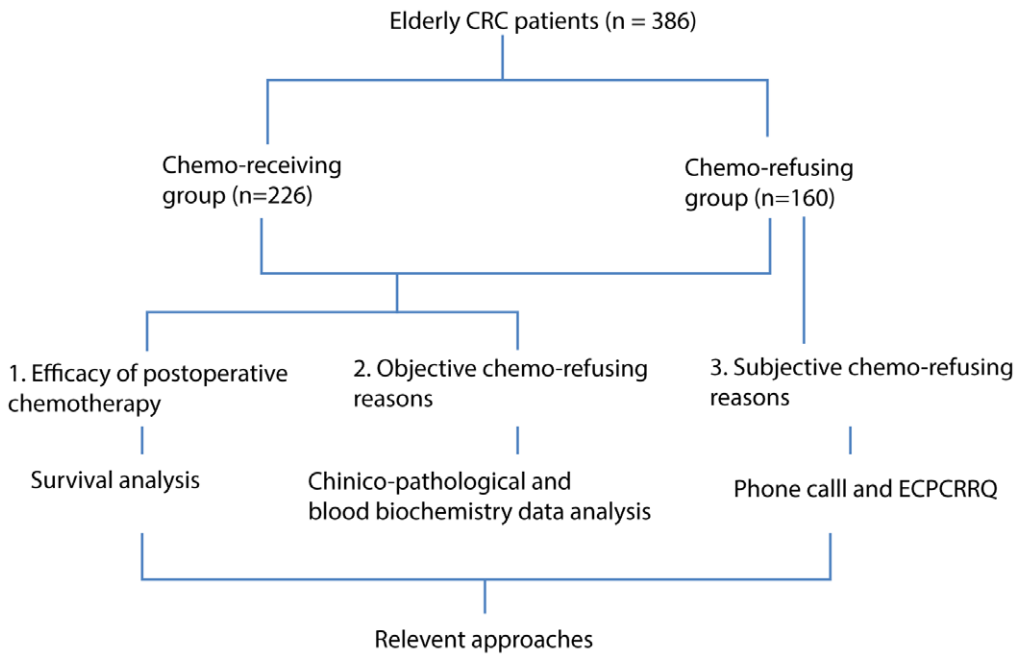 Elderly CRC patients (n = 386)
Chemo-receiving
group (n=226)
Chemo-refusing
group (n=160)
1. Efficacy of postoperative
chemotherapy
2. Objective chemo-refusing
reasons
3. Subjective chemo-refusing
reasons
Survival analysis
Chinico-pathological and
blood biochemistry data analysis
Phone calll and ECPCRRQ
Relevent approaches